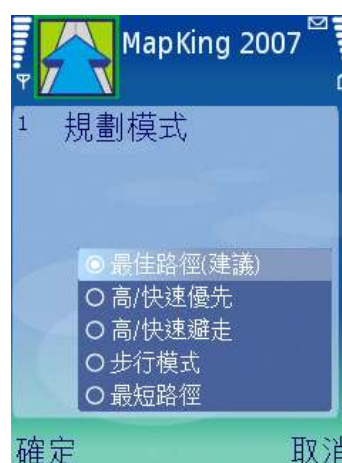 MapKing 2007
1 規劃模式
最佳路徑(建議)
高/快速優先
高/快速避走
步行模式
最短路徑
確定 取消